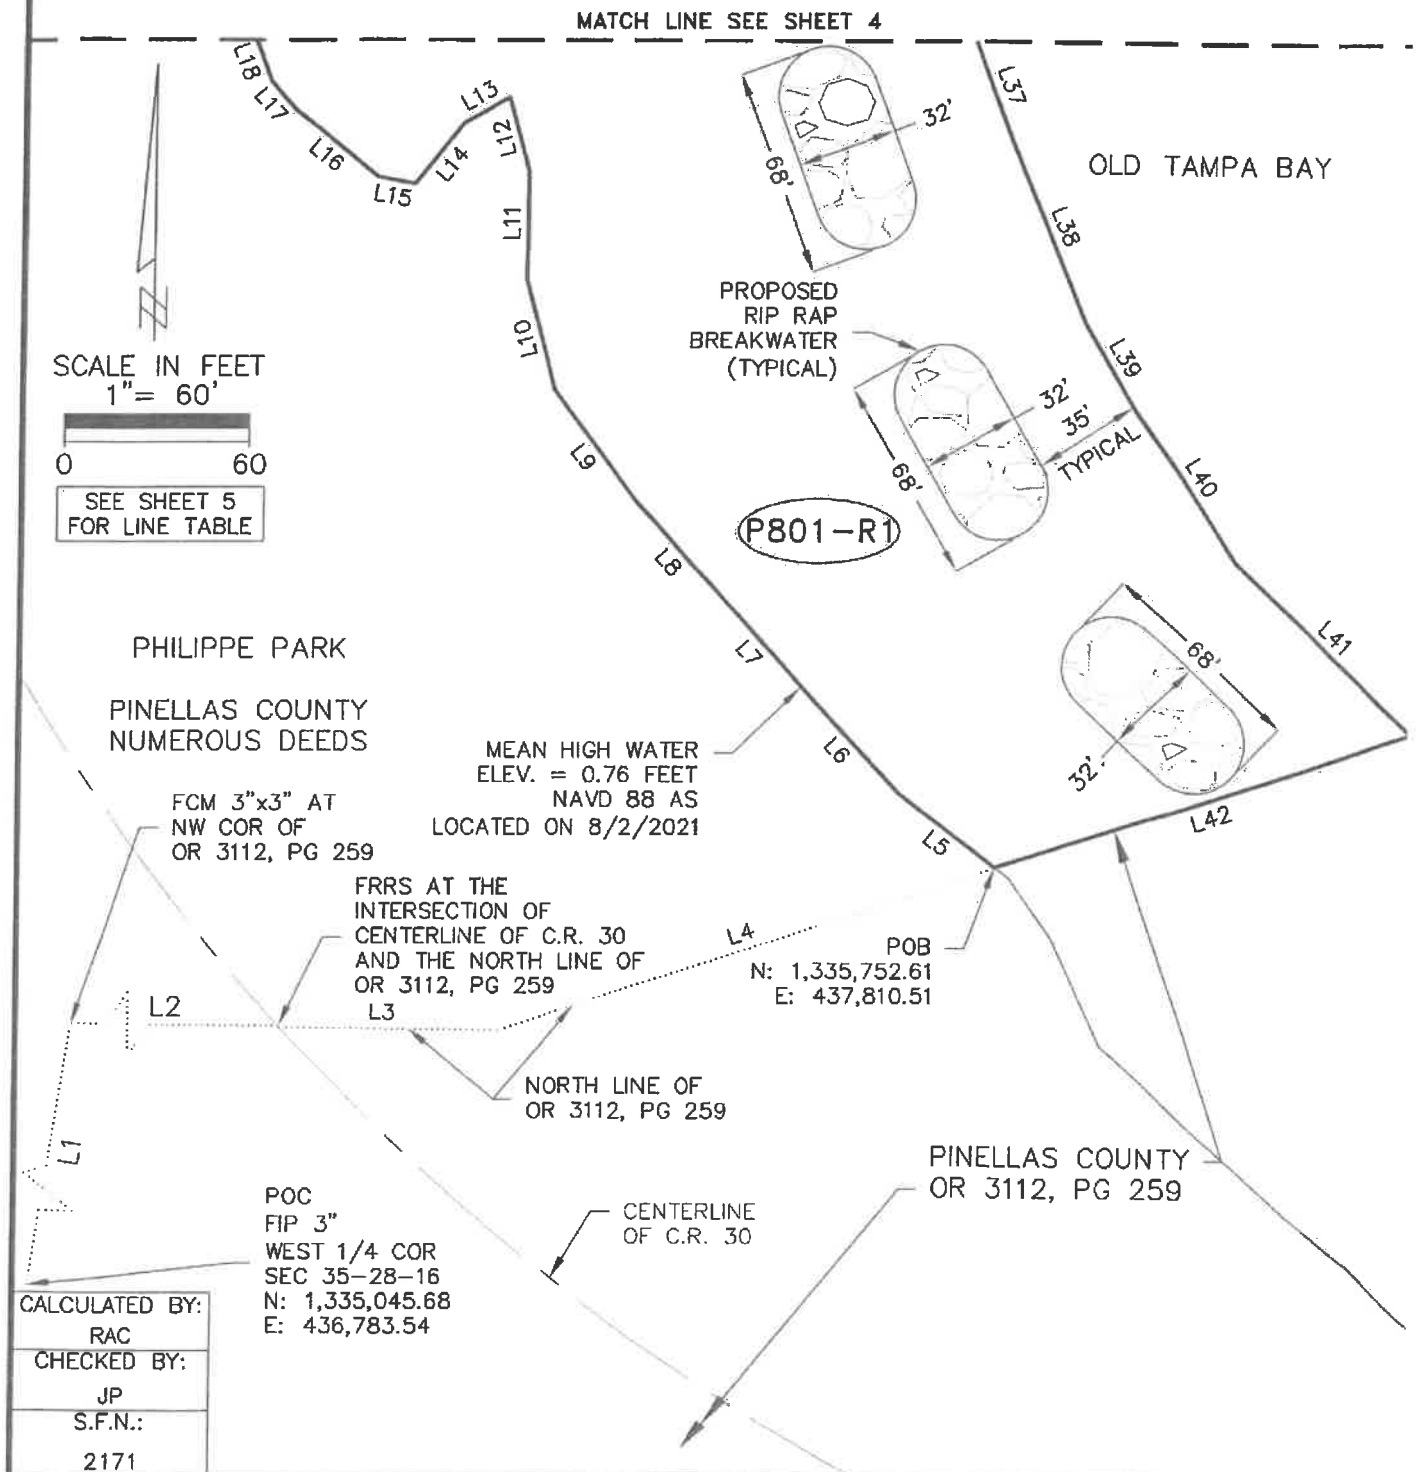 MATCH LINE SEE SHEET 4
L18
L17
L16
L15
L14
L13
L12
L11
L10
L9
L8
L7
L6
L5
L37
L38
L39
L40
L41
L42
OLD TAMPA BAY
68'
32'
PROPOSED
RIP RAP
BREAKWATER
(TYPICAL)
68'
32'
35'
TYPICAL
68'
32'
P801-R1
N
SCALE IN FEET
1"= 60'
0 60
SEE SHEET 5
FOR LINE TABLE
PHILIPPE PARK
PINELLAS COUNTY
NUMEROUS DEEDS
MEAN HIGH WATER
ELEV. = 0.76 FEET
NAVD 88 AS
LOCATED ON 8/2/2021
FCM 3"x3" AT
NW COR OF
OR 3112, PG 259
FRRS AT THE
INTERSECTION OF
CENTERLINE OF C.R. 30
AND THE NORTH LINE OF
OR 3112, PG 259
L4
POB
N: 1,335,752.61
E: 437,810.51
L2
L3
NORTH LINE OF
OR 3112, PG 259
L1
PINELLAS COUNTY
OR 3112, PG 259
POC
FIP 3"
WEST 1/4 COR
SEC 35-28-16
N: 1,335,045.68
E: 436,783.54
CENTERLINE
OF C.R. 30
CALCULATED BY:
RAC
CHECKED BY:
JP
S.F.N.:
2171